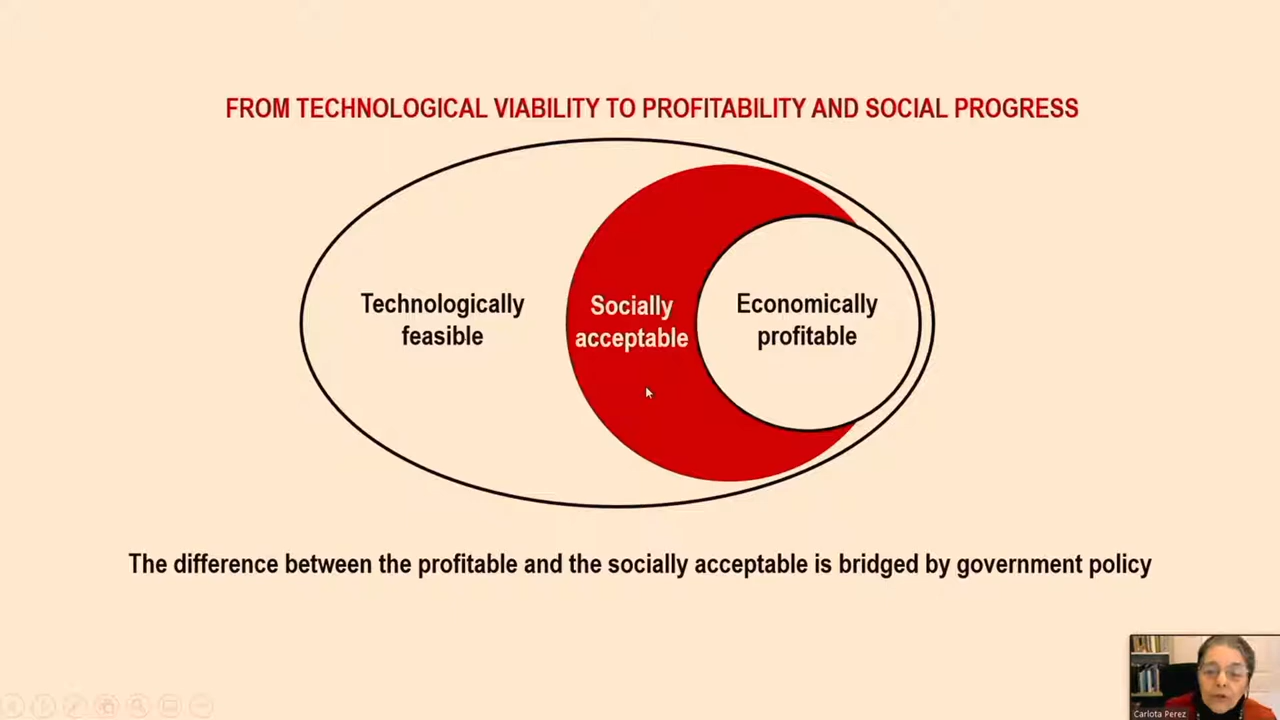 FROM TECHNOLOGICAL VIABILITY TO PROFITABILITY AND SOCIAL PROGRESS
Technologically
feasible
Socially
acceptable
Economically
profitable
The difference between the profitable and the socially acceptable is bridged by government policy
Carlota Perez